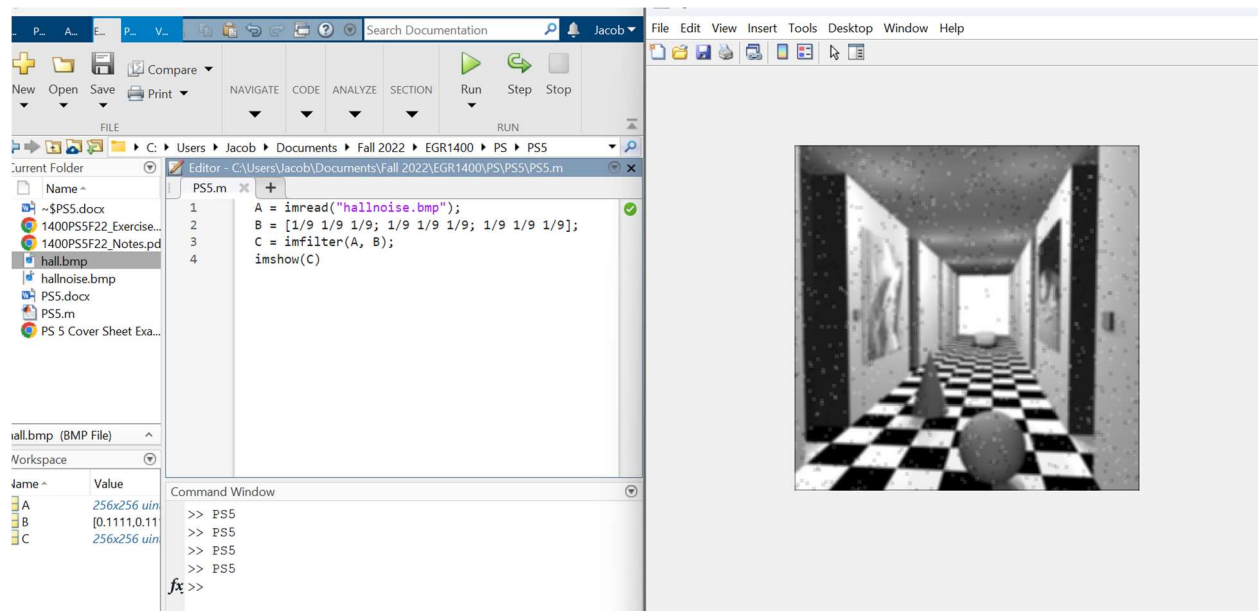 P... A... E... P... V... Search Documentation Jacob
New Open Save Compare Print NAVIGATE CODE ANALYZE SECTION Run Step Stop
FILE RUN
C: Users Jacob Documents Fall 2022 EGR1400 PS PS5
Current Folder
Name
~$PS5.docx
1400PS5F22_Exercise...
1400PS5F22_Notes.pd
hall.bmp
hallnoise.bmp
PS5.docx
PS5.m
PS 5 Cover Sheet Exa...
hall.bmp (BMP File)
Workspace
Name Value
A 256x256 uin
B [0.1111,0.11
C 256x256 uin
Editor - C:\Users\Jacob\Documents\Fall 2022\EGR1400\PS\PS5\PS5.m
PS5.m
1 A = imread("hallnoise.bmp");
2 B = [1/9 1/9 1/9; 1/9 1/9 1/9; 1/9 1/9 1/9];
3 C = imfilter(A, B);
4 imshow(C)
Command Window
>> PS5
>> PS5
>> PS5
>> PS5
fx >>
File Edit View Insert Tools Desktop Window Help